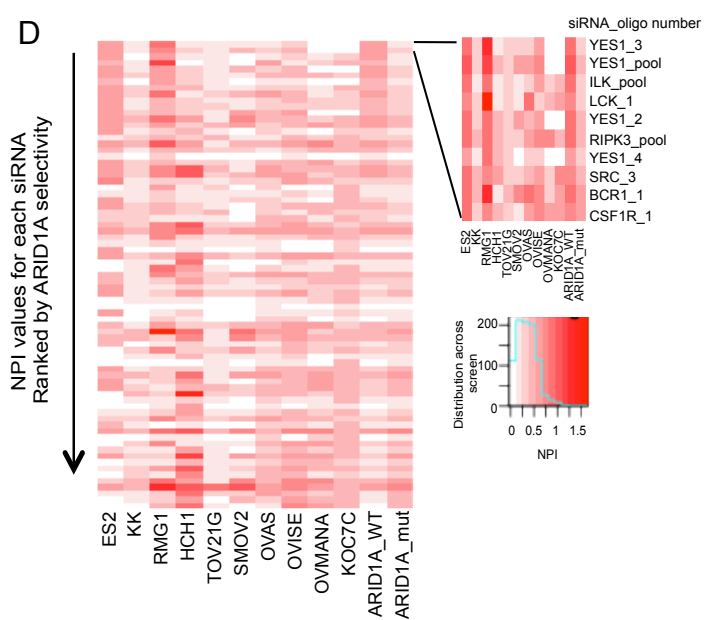 D
siRNA_oligo number
YES1_3
YES1_pool
ILK_pool
LCK_1
YES1_2
RIPK3_pool
YES1_4
SRC_3
BCR1_1
CSF1R_1
NPI values for each siRNA
Ranked by ARID1A selectivity
ES2
KK
RMG1
HCH1
TOV21G
SMOV2
OVAS
OVISE
OVMANA
KOC7C
ARID1A_WT
ARID1A_mut
Distribution across
screen
200
100
0
0 0.5 1 1.5
NPI
ES2
KK
RMG1
HCH1
TOV21G
SMOV2
OVAS
OVISE
OVMANA
KOC7C
ARID1A_WT
ARID1A_mut